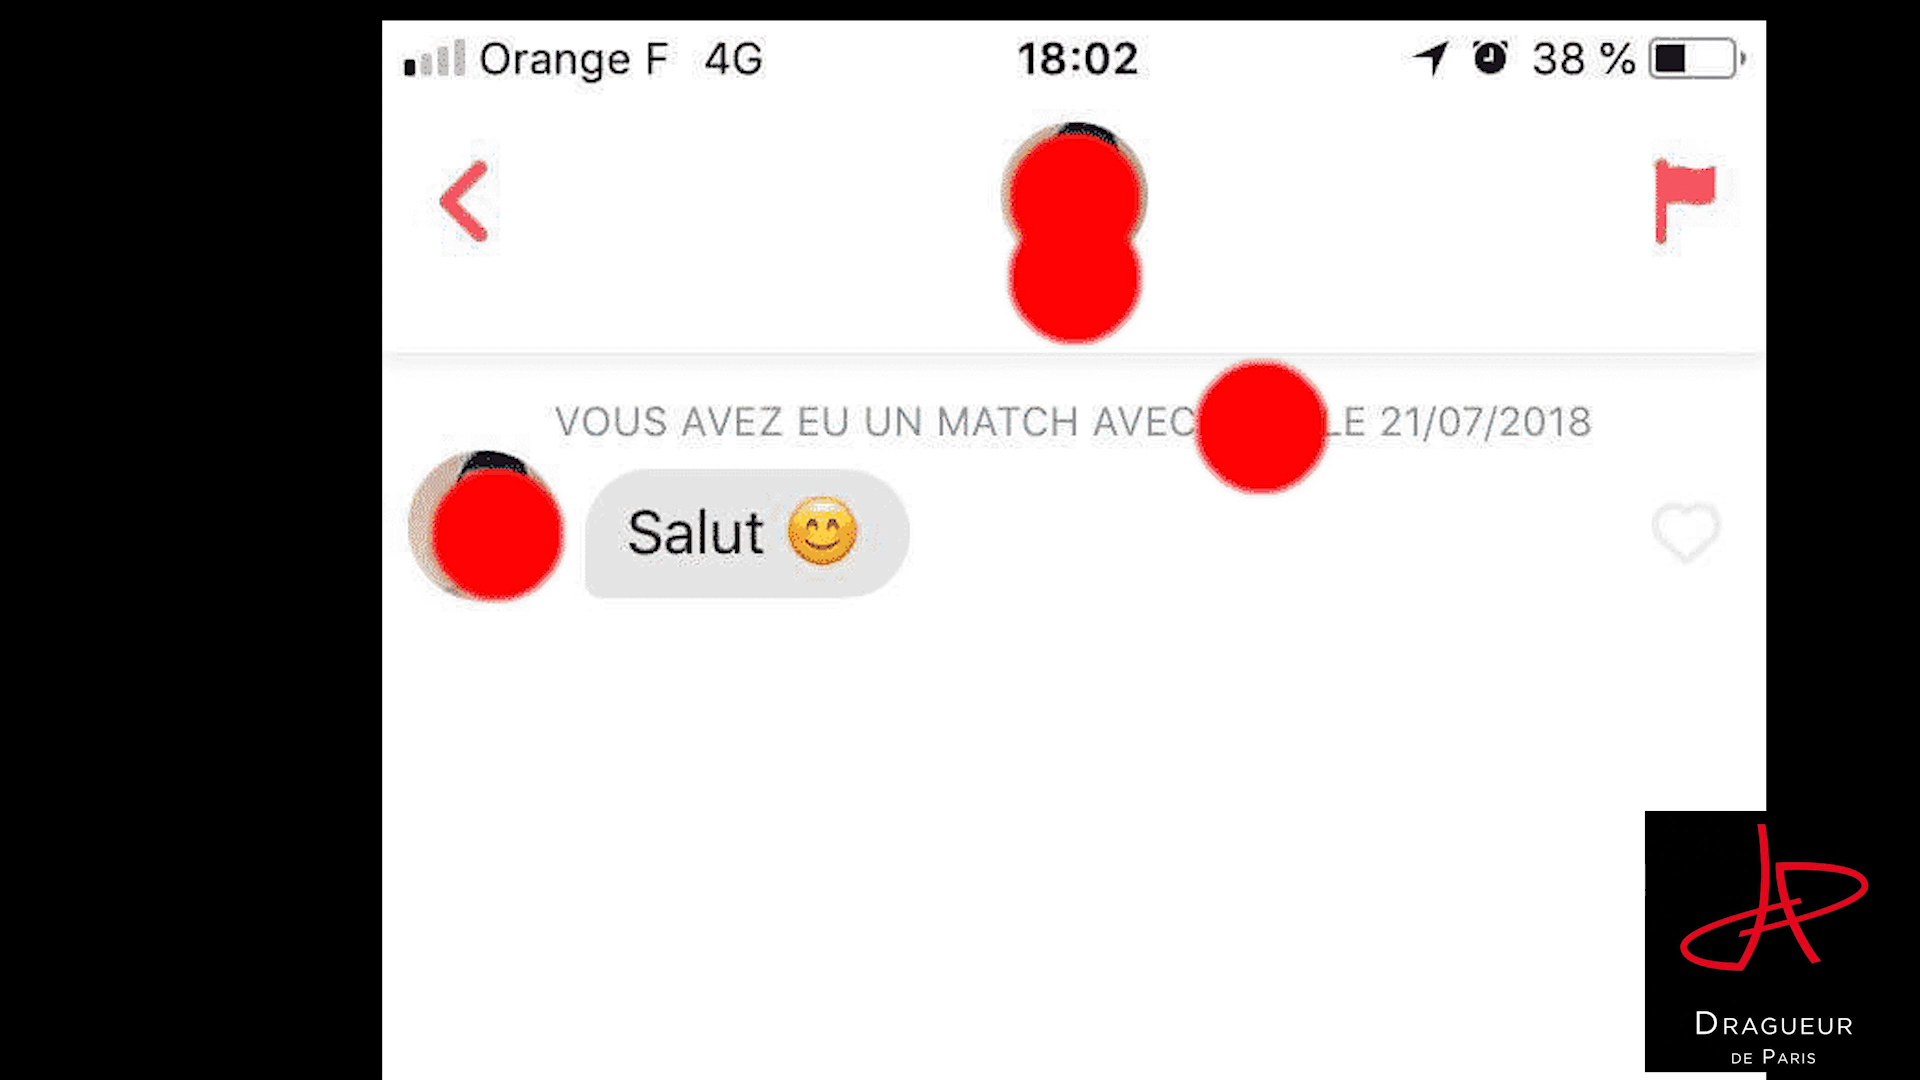 Orange F 4G 18:02 38 %
VOUS AVEZ EU UN MATCH AVEC LE 21/07/2018
Salut 😊
DRAGUEUR
DE PARIS